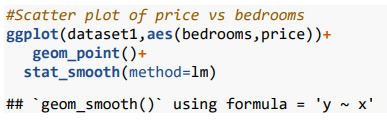 #Scatter plot of price vs bedrooms
ggplot(dataset1,aes(bedrooms,price))+
   geom_point()+
  stat_smooth(method=lm)
## `geom_smooth()` using formula = 'y ~ x'